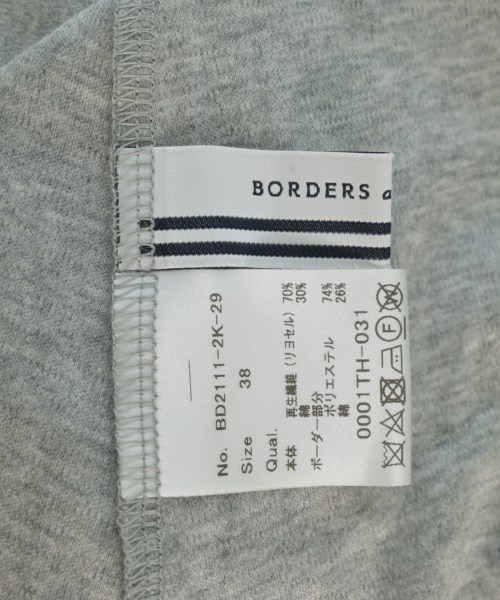 BORDERS a
No. BD2111-2K-29
Size 38
Qual.
本体 再生繊維(リヨセル) 70%
綿 30%
ボーダー部分
ポリエステル 74%
綿 26%
0001TH-031